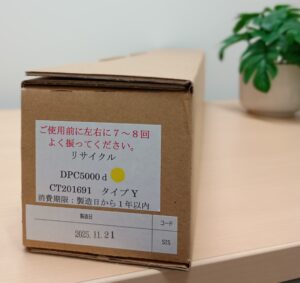 ご使用前に左右に7〜8回
よく振ってください。
リサイクル
DPC5000d
CT201691 タイプY
消費期限：製造日から1年以内
製造日
コード
2025.11.21
S2S